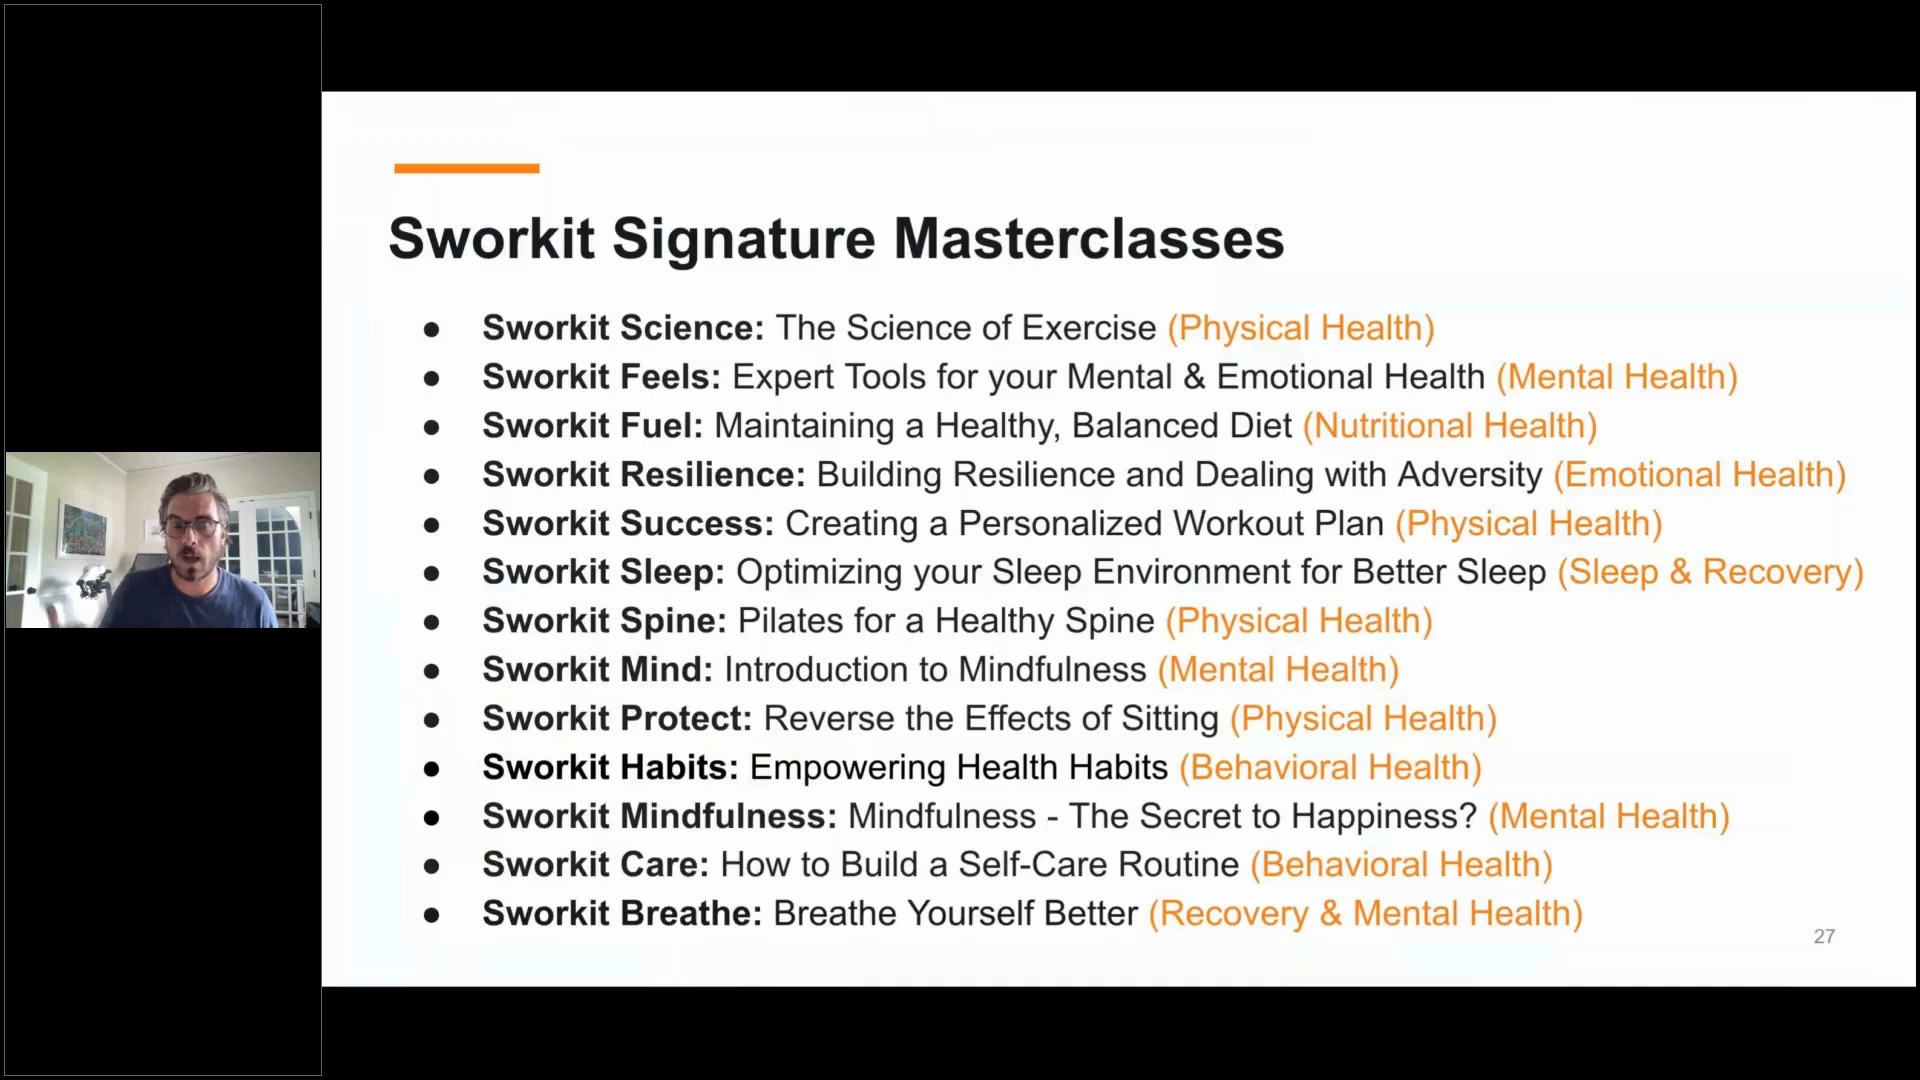 Sworkit Signature Masterclasses
● Sworkit Science: The Science of Exercise (Physical Health)
● Sworkit Feels: Expert Tools for your Mental & Emotional Health (Mental Health)
● Sworkit Fuel: Maintaining a Healthy, Balanced Diet (Nutritional Health)
● Sworkit Resilience: Building Resilience and Dealing with Adversity (Emotional Health)
● Sworkit Success: Creating a Personalized Workout Plan (Physical Health)
● Sworkit Sleep: Optimizing your Sleep Environment for Better Sleep (Sleep & Recovery)
● Sworkit Spine: Pilates for a Healthy Spine (Physical Health)
● Sworkit Mind: Introduction to Mindfulness (Mental Health)
● Sworkit Protect: Reverse the Effects of Sitting (Physical Health)
● Sworkit Habits: Empowering Health Habits (Behavioral Health)
● Sworkit Mindfulness: Mindfulness - The Secret to Happiness? (Mental Health)
● Sworkit Care: How to Build a Self-Care Routine (Behavioral Health)
● Sworkit Breathe: Breathe Yourself Better (Recovery & Mental Health)
27